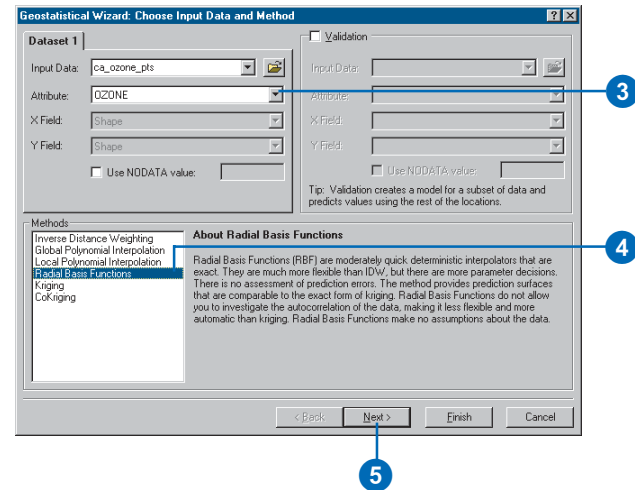 Geostatistical Wizard: Choose Input Data and Method
Dataset 1
Input Data: ca_ozone_pts
Attribute: OZONE
X Field: Shape
Y Field: Shape
Use NODATA value:
Validation
Input Data:
Attribute:
X Field:
Y Field:
Use NODATA value:
Tip: Validation creates a model for a subset of data and
predicts values using the rest of the locations.
3
Methods
Inverse Distance Weighting
Global Polynomial Interpolation
Local Polynomial Interpolation
Radial Basis Functions
Kriging
CoKriging
About Radial Basis Functions
Radial Basis Functions (RBF) are moderately quick deterministic interpolators that are
exact. They are much more flexible than IDW, but there are more parameter decisions.
There is no assessment of prediction errors. The method provides prediction surfaces
that are comparable to the exact form of kriging. Radial Basis Functions do not allow
you to investigate the autocorrelation of the data, making it less flexible and more
automatic than kriging. Radial Basis Functions make no assumptions about the data.
4
< Back
Next >
Finish
Cancel
5